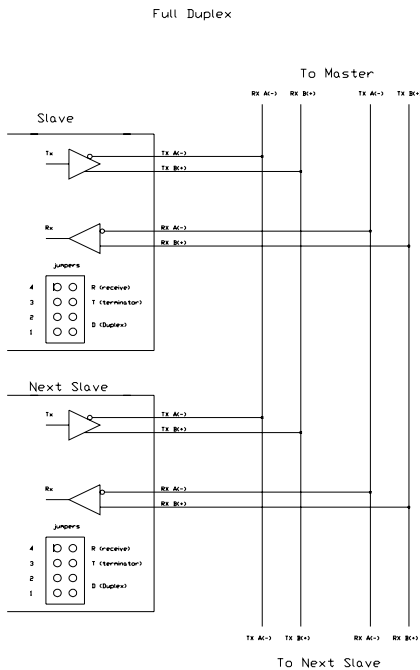 Full Duplex
To Master
RX A(-) RX B(+) TX A(-) TX B(+
Slave
Tx
TX A(-)
TX B(+)
Rx
RX A(-)
RX B(+)
jumpers
4 R (receive)
3 T (terminator)
2
D (Duplex)
1
Next Slave
Tx
TX A(-)
TX B(+)
Rx
RX A(-)
RX B(+)
jumpers
4 R (receive)
3 T (terminator)
2
D (Duplex)
1
TX A(-) TX B(+) RX A(-) RX B(+)
To Next Slave